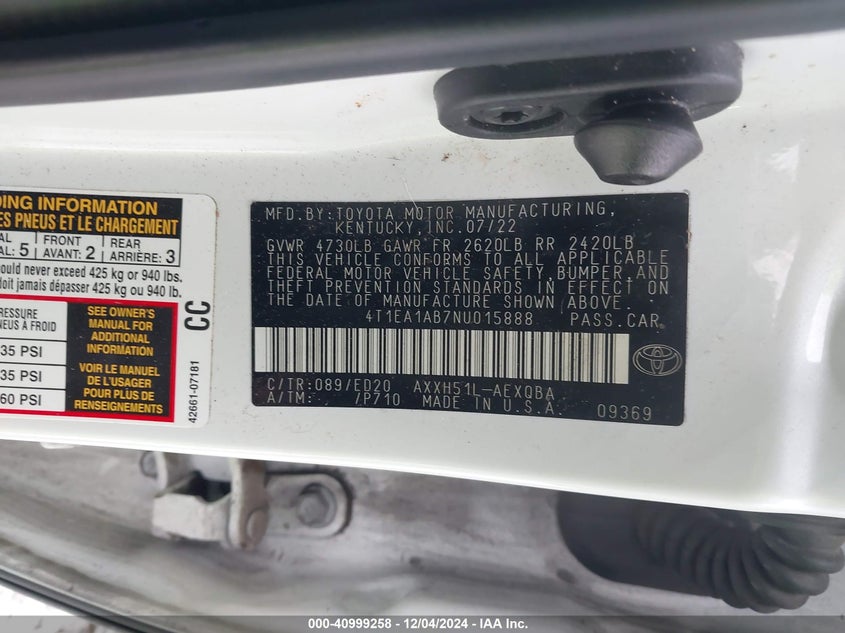 DING INFORMATION
ES PNEUS ET LE CHARGEMENT
AL FRONT REAR
AL: 5 AVANT: 2 ARRIÈRE: 3
ould never exceed 425 kg or 940 lbs.
doit jamais dépasser 425 kg ou 940 lb.
RESSURE
NEU À FROID
35 PSI
35 PSI
60 PSI
SEE OWNER'S
MANUAL FOR
ADDITIONAL
INFORMATION
VOIR LE MANUEL
DE L'USAGER
POUR PLUS DE
RENSEIGNEMENTS
CC
42661-07181
MFD.BY:TOYOTA MOTOR MANUFACTURING,
KENTUCKY,INC.07/22
GVWR 4730LB GAWR FR 2620LB RR 2420LB
THIS VEHICLE CONFORMS TO ALL APPLICABLE
FEDERAL MOTOR VEHICLE SAFETY,BUMPER,AND
THEFT PREVENTION STANDARDS IN EFFECT ON
THE DATE OF MANUFACTURE SHOWN ABOVE.
4T1EA1AB7NU015888 PASS.CAR
C/TR:089/ED20 AXXH51L-AEXQBA
A/TM: /P710 MADE IN U.S.A. 09369
000-40999258 - 12/04/2024 - IAA Inc.